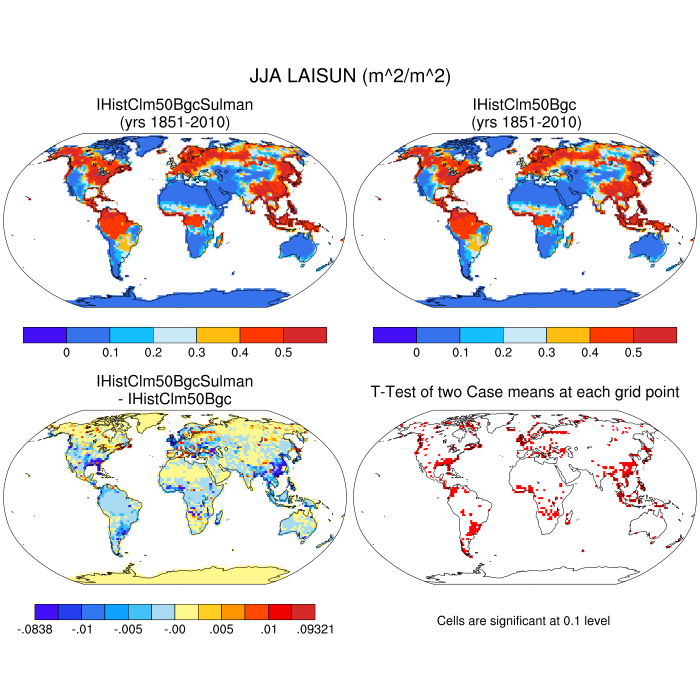 JJA LAISUN (m^2/m^2)
IHistClm50BgcSulman
(yrs 1851-2010)
IHistClm50Bgc
(yrs 1851-2010)
0 0.1 0.2 0.3 0.4 0.5
0 0.1 0.2 0.3 0.4 0.5
IHistClm50BgcSulman
- IHistClm50Bgc
T-Test of two Case means at each grid point
-.0838 -.01 -.005 -.00 .005 .01 .09321
Cells are significant at 0.1 level